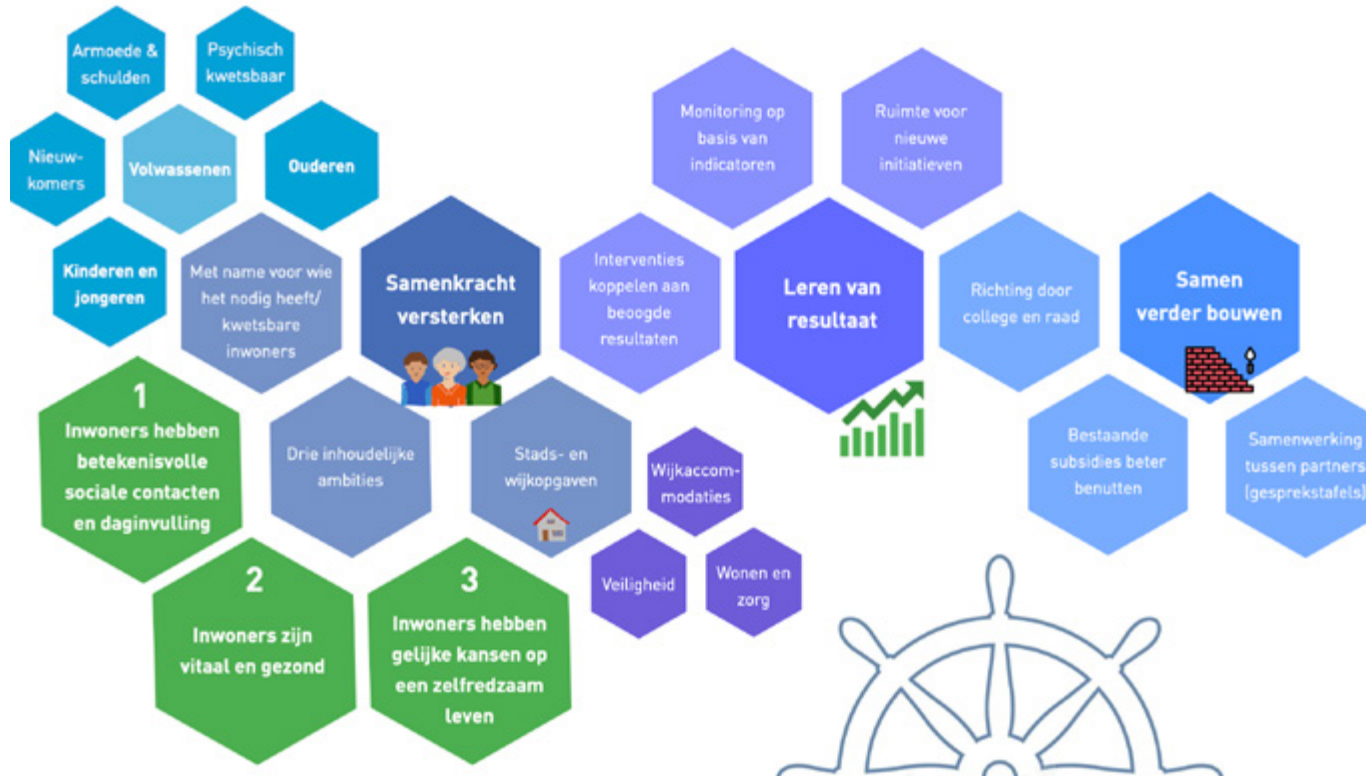 Armoede &
schulden
Psychisch
kwetsbaar
Nieuw-
komers
Volwassenen
Ouderen
Kinderen en
jongeren
Met name voor wie
het nodig heeft/
kwetsbare
inwoners
Samenkracht
versterken
Drie inhoudelijke
ambities
Stads- en
wijkopgaven
1
Inwoners hebben
betekenisvolle
sociale contacten
en daginvulling
2
Inwoners zijn
vitaal en gezond
3
Inwoners hebben
gelijke kansen op
een zelfredzaam
leven
Wijkaccom-
modaties
Veiligheid
Wonen en
zorg
Monitoring op
basis van
indicatoren
Ruimte voor
nieuwe
initiatieven
Interventies
koppelen aan
beoogde
resultaten
Leren van
resultaat
Richting door
college en raad
Samen
verder bouwen
Bestaande
subsidies beter
benutten
Samenwerking
tussen partners
(gesprekstafels)